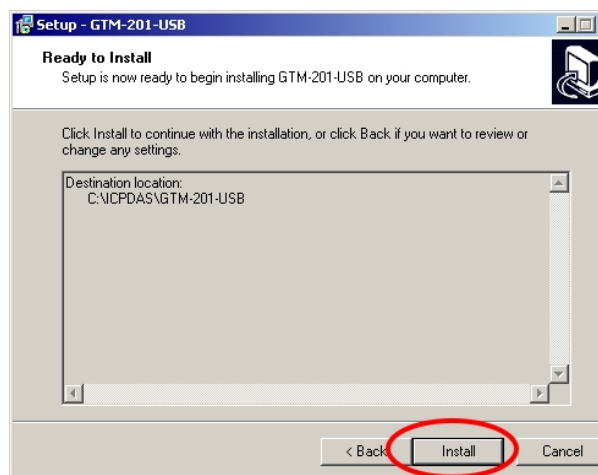 Setup - GTM-201-USB
Ready to Install
Setup is now ready to begin installing GTM-201-USB on your computer.
Click Install to continue with the installation, or click Back if you want to review or
change any settings.
Destination location:
C:\ICPDAS\GTM-201-USB
< Back
Install
Cancel